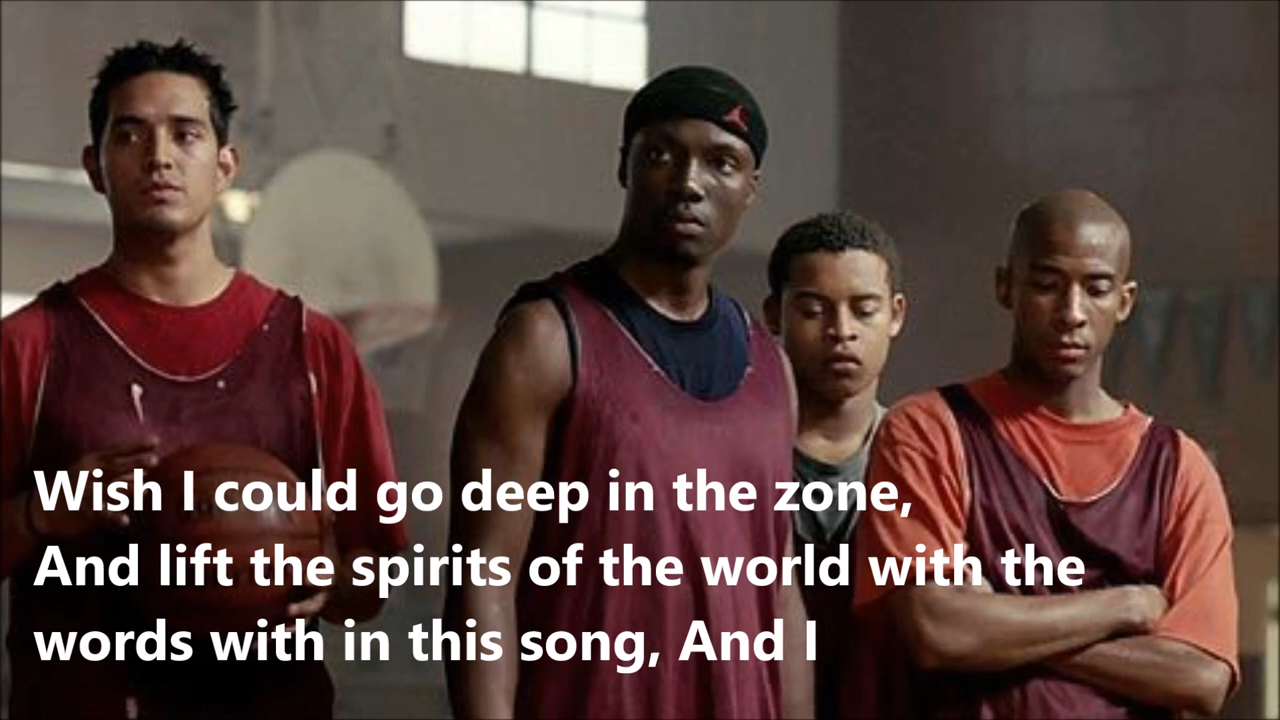 Wish I could go deep in the zone,
And lift the spirits of the world with the
words with in this song, And I